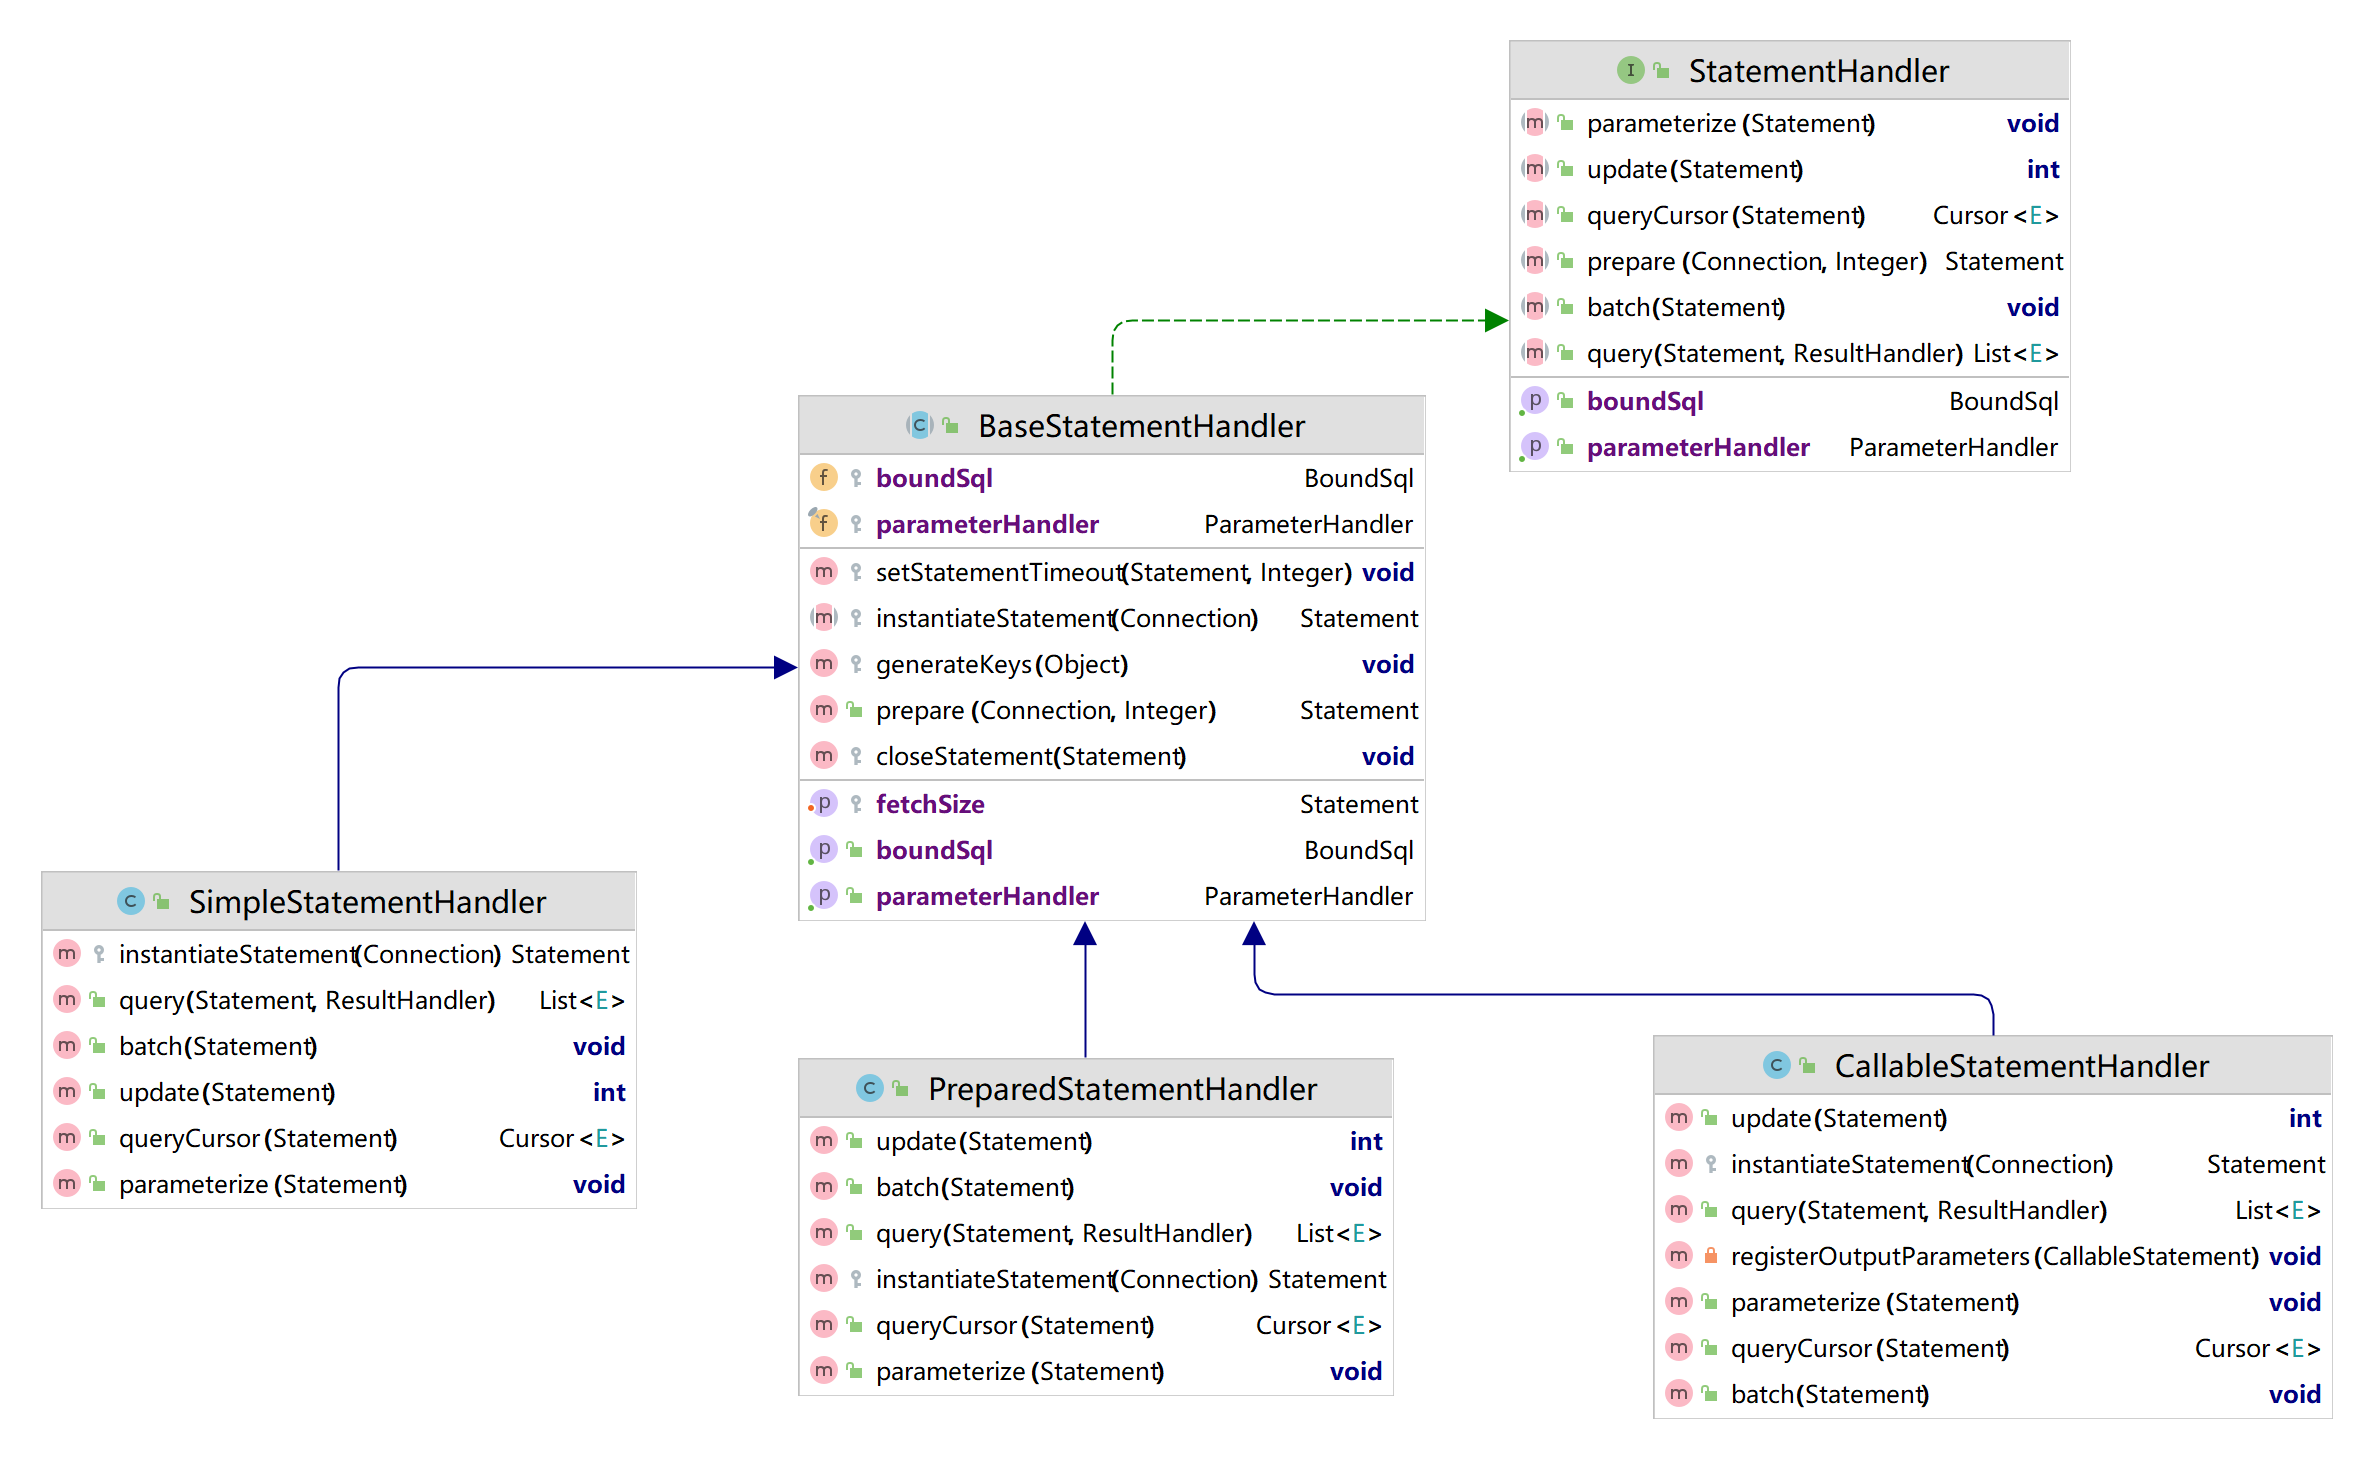 StatementHandler
parameterize(Statement) void
update(Statement) int
queryCursor(Statement) Cursor<E>
prepare(Connection, Integer) Statement
batch(Statement) void
query(Statement, ResultHandler) List<E>
boundSql BoundSql
parameterHandler ParameterHandler
BaseStatementHandler
boundSql BoundSql
parameterHandler ParameterHandler
setStatementTimeout(Statement, Integer) void
instantiateStatement(Connection) Statement
generateKeys(Object) void
prepare(Connection, Integer) Statement
closeStatement(Statement) void
fetchSize Statement
boundSql BoundSql
parameterHandler ParameterHandler
SimpleStatementHandler
instantiateStatement(Connection) Statement
query(Statement, ResultHandler) List<E>
batch(Statement) void
update(Statement) int
queryCursor(Statement) Cursor<E>
parameterize(Statement) void
PreparedStatementHandler
update(Statement) int
batch(Statement) void
query(Statement, ResultHandler) List<E>
instantiateStatement(Connection) Statement
queryCursor(Statement) Cursor<E>
parameterize(Statement) void
CallableStatementHandler
update(Statement) int
instantiateStatement(Connection) Statement
query(Statement, ResultHandler) List<E>
registerOutputParameters(CallableStatement) void
parameterize(Statement) void
queryCursor(Statement) Cursor<E>
batch(Statement) void